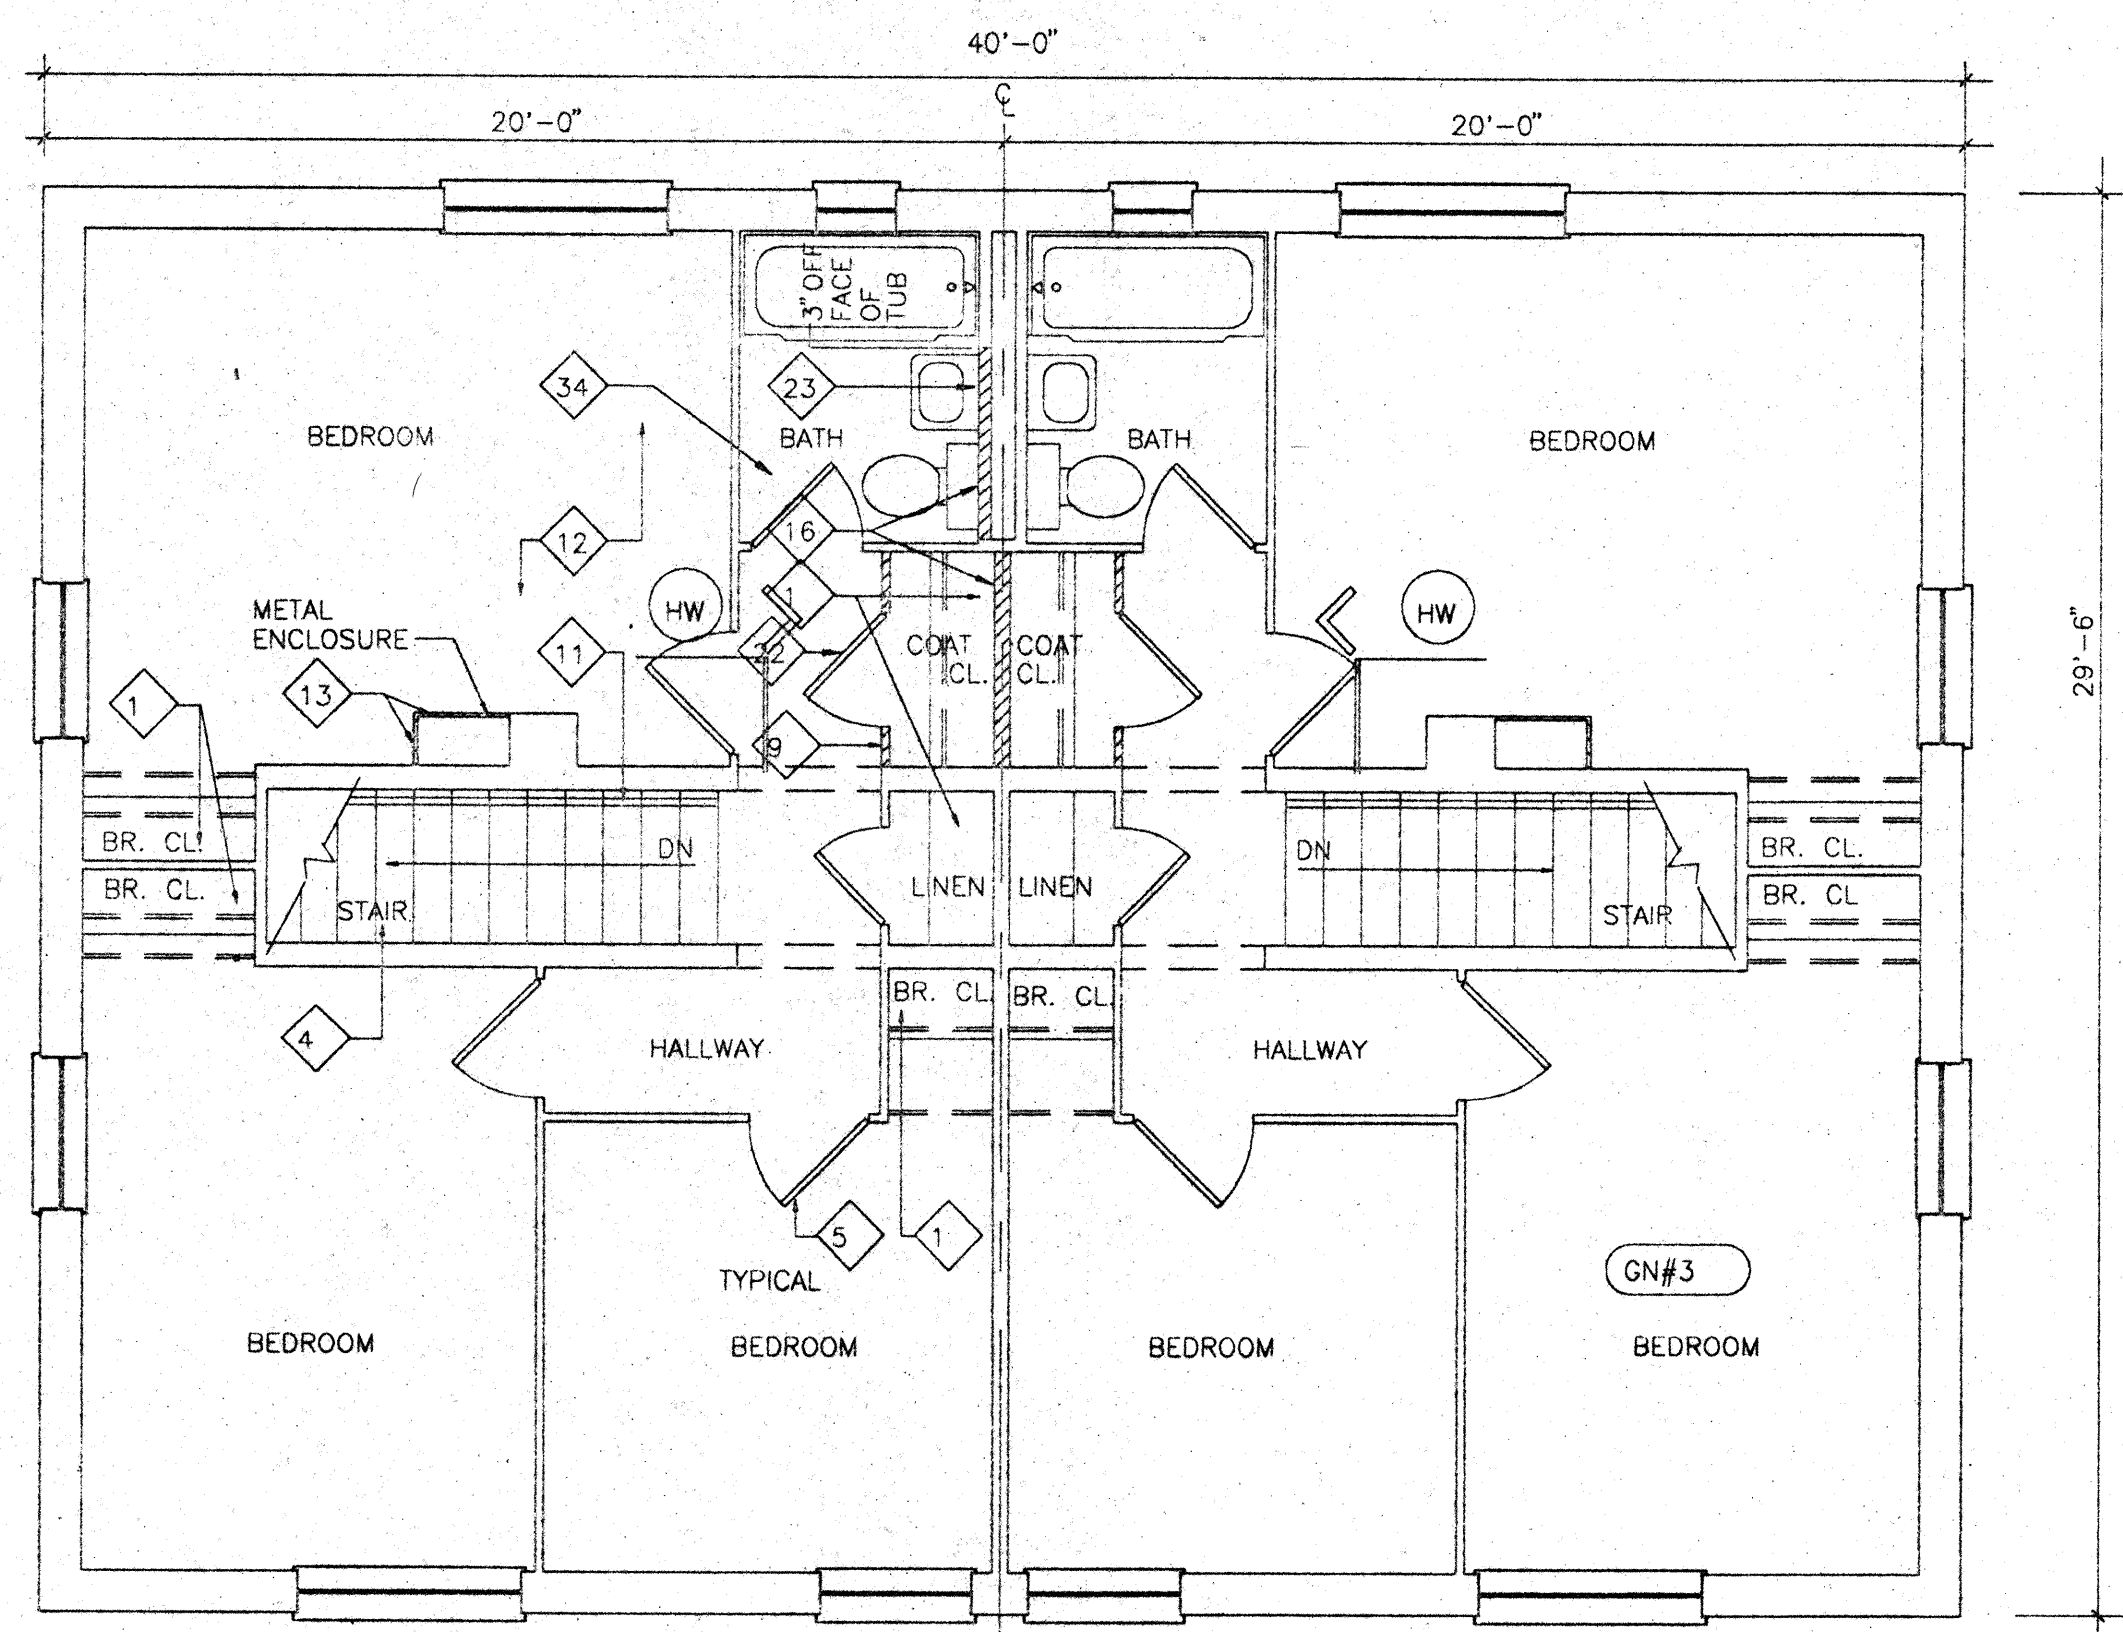 40'-0"
℄
20'-0"
20'-0"
3" OFF
FACE
OF
TUB
34
23
BATH
BATH
BEDROOM
BEDROOM
12
16
HW
HW
1
METAL
ENCLOSURE
11
22
COAT
CL.
COAT
CL.
29'-6"
13
1
9
BR. CL.
BR. CL.
DN
DN
BR. CL.
BR. CL
LINEN
LINEN
STAIR
STAIR
BR. CL.
BR. CL.
4
HALLWAY
HALLWAY
5
1
TYPICAL
GN#3
BEDROOM
BEDROOM
BEDROOM
BEDROOM